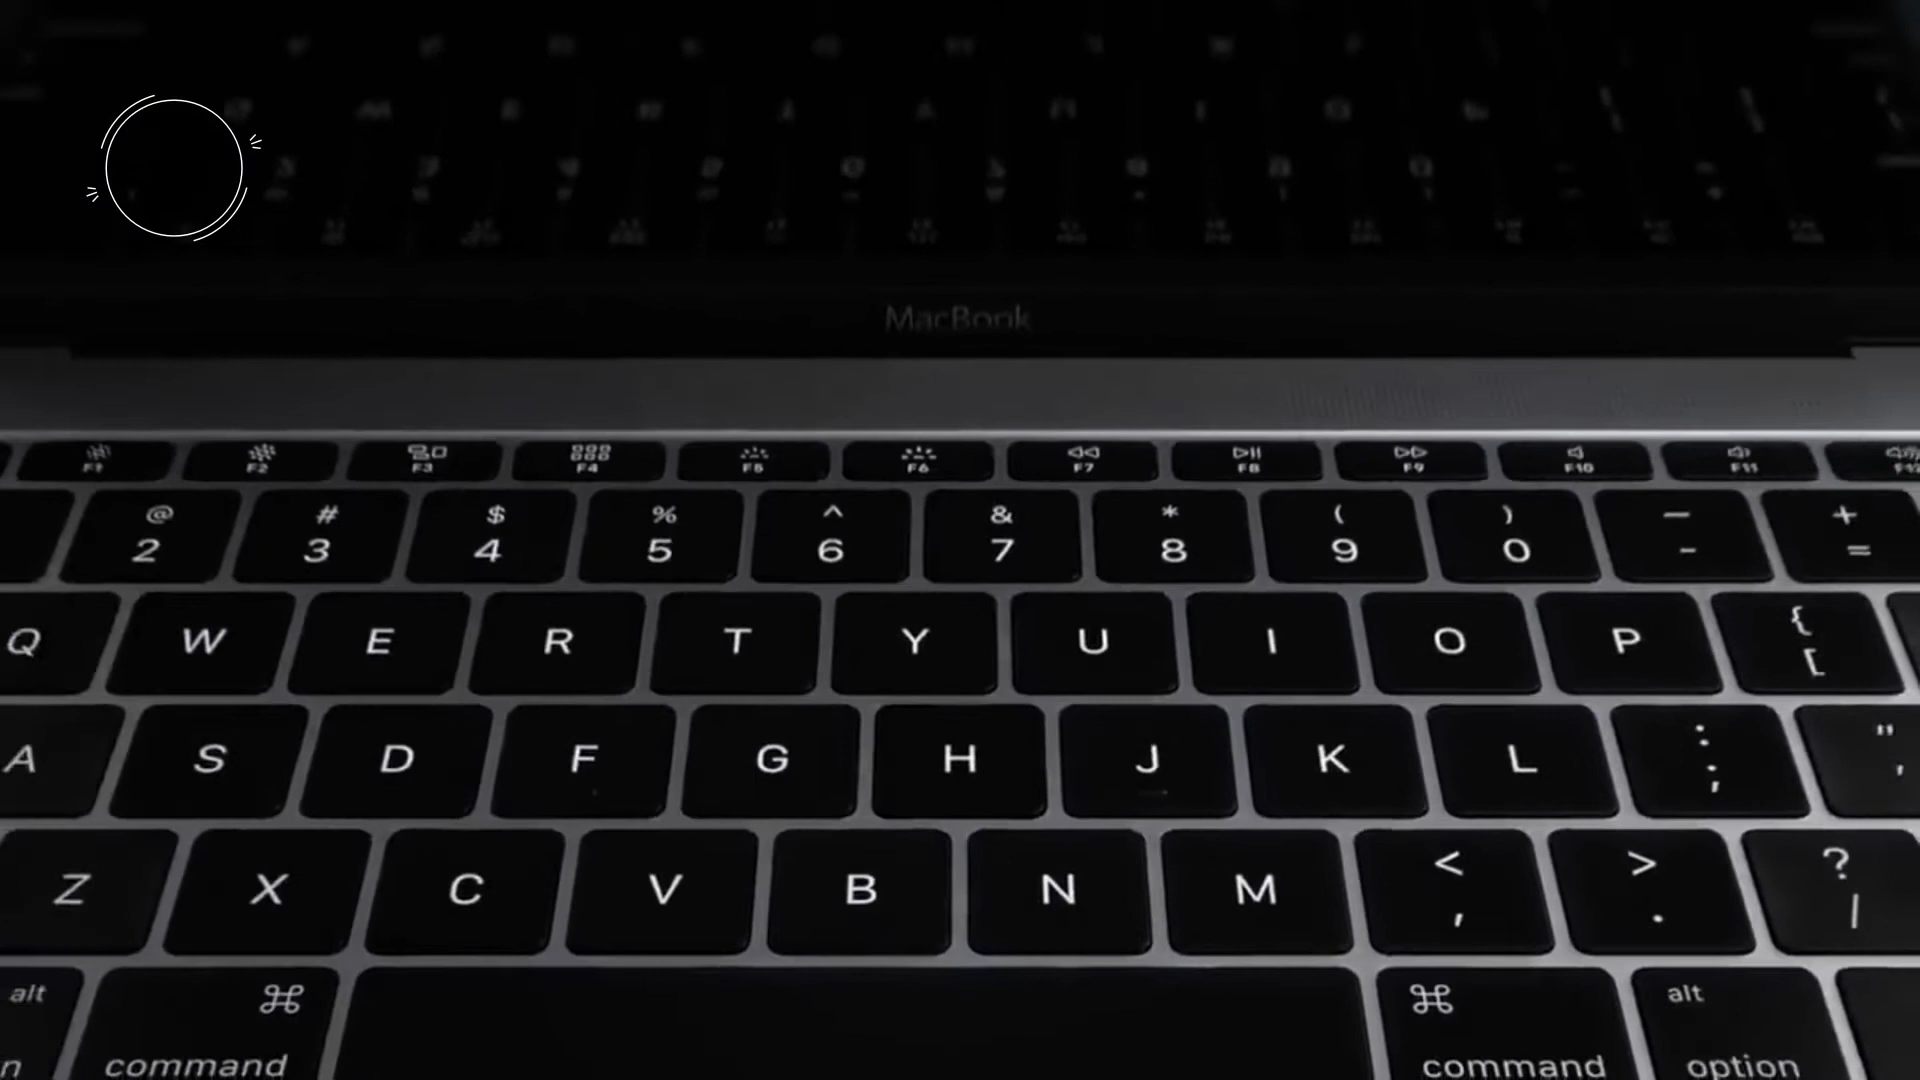 MacBook
F1 F2 F3 F4 F5 F6 F7 F8 F9 F10 F11 F12
@ # $ % ^ & * ( ) — +
2 3 4 5 6 7 8 9 0 - =
Q W E R T Y U I O P { [
A S D F G H J K L : ; " '
Z X C V B N M < , > . ? /
alt ⌘ ⌘ alt
command command option